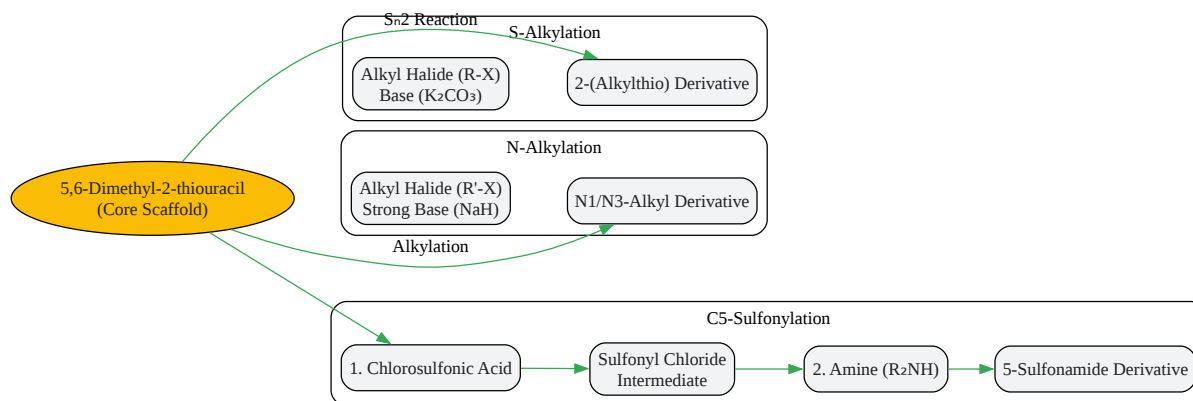 Sₙ2 Reaction
S-Alkylation
Alkyl Halide (R-X)
Base (K₂CO₃)
2-(Alkylthio) Derivative
N-Alkylation
5,6-Dimethyl-2-thiouracil
(Core Scaffold)
Alkyl Halide (R'-X)
Strong Base (NaH)
N1/N3-Alkyl Derivative
Alkylation
C5-Sulfonylation
1. Chlorosulfonic Acid
Sulfonyl Chloride
Intermediate
2. Amine (R₂NH)
5-Sulfonamide Derivative